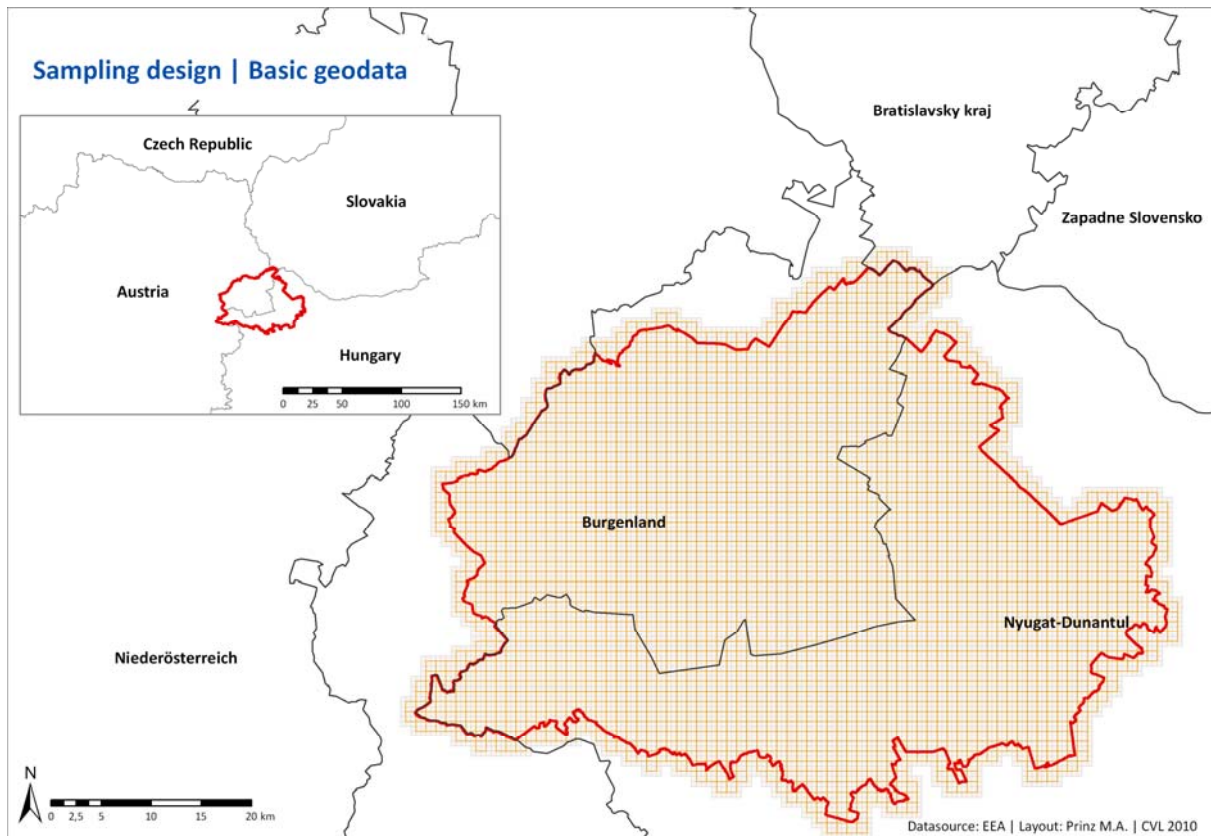 Sampling design | Basic geodata
Bratislavsky kraj
Czech Republic
Slovakia
Zapadne Slovensko
Austria
Hungary
0 25 50 100 150 km
Burgenland
Nyugat-Dunantul
Niederösterreich
N
0 2,5 5 10 15 20 km
Datasource: EEA | Layout: Prinz M.A. | CVL 2010